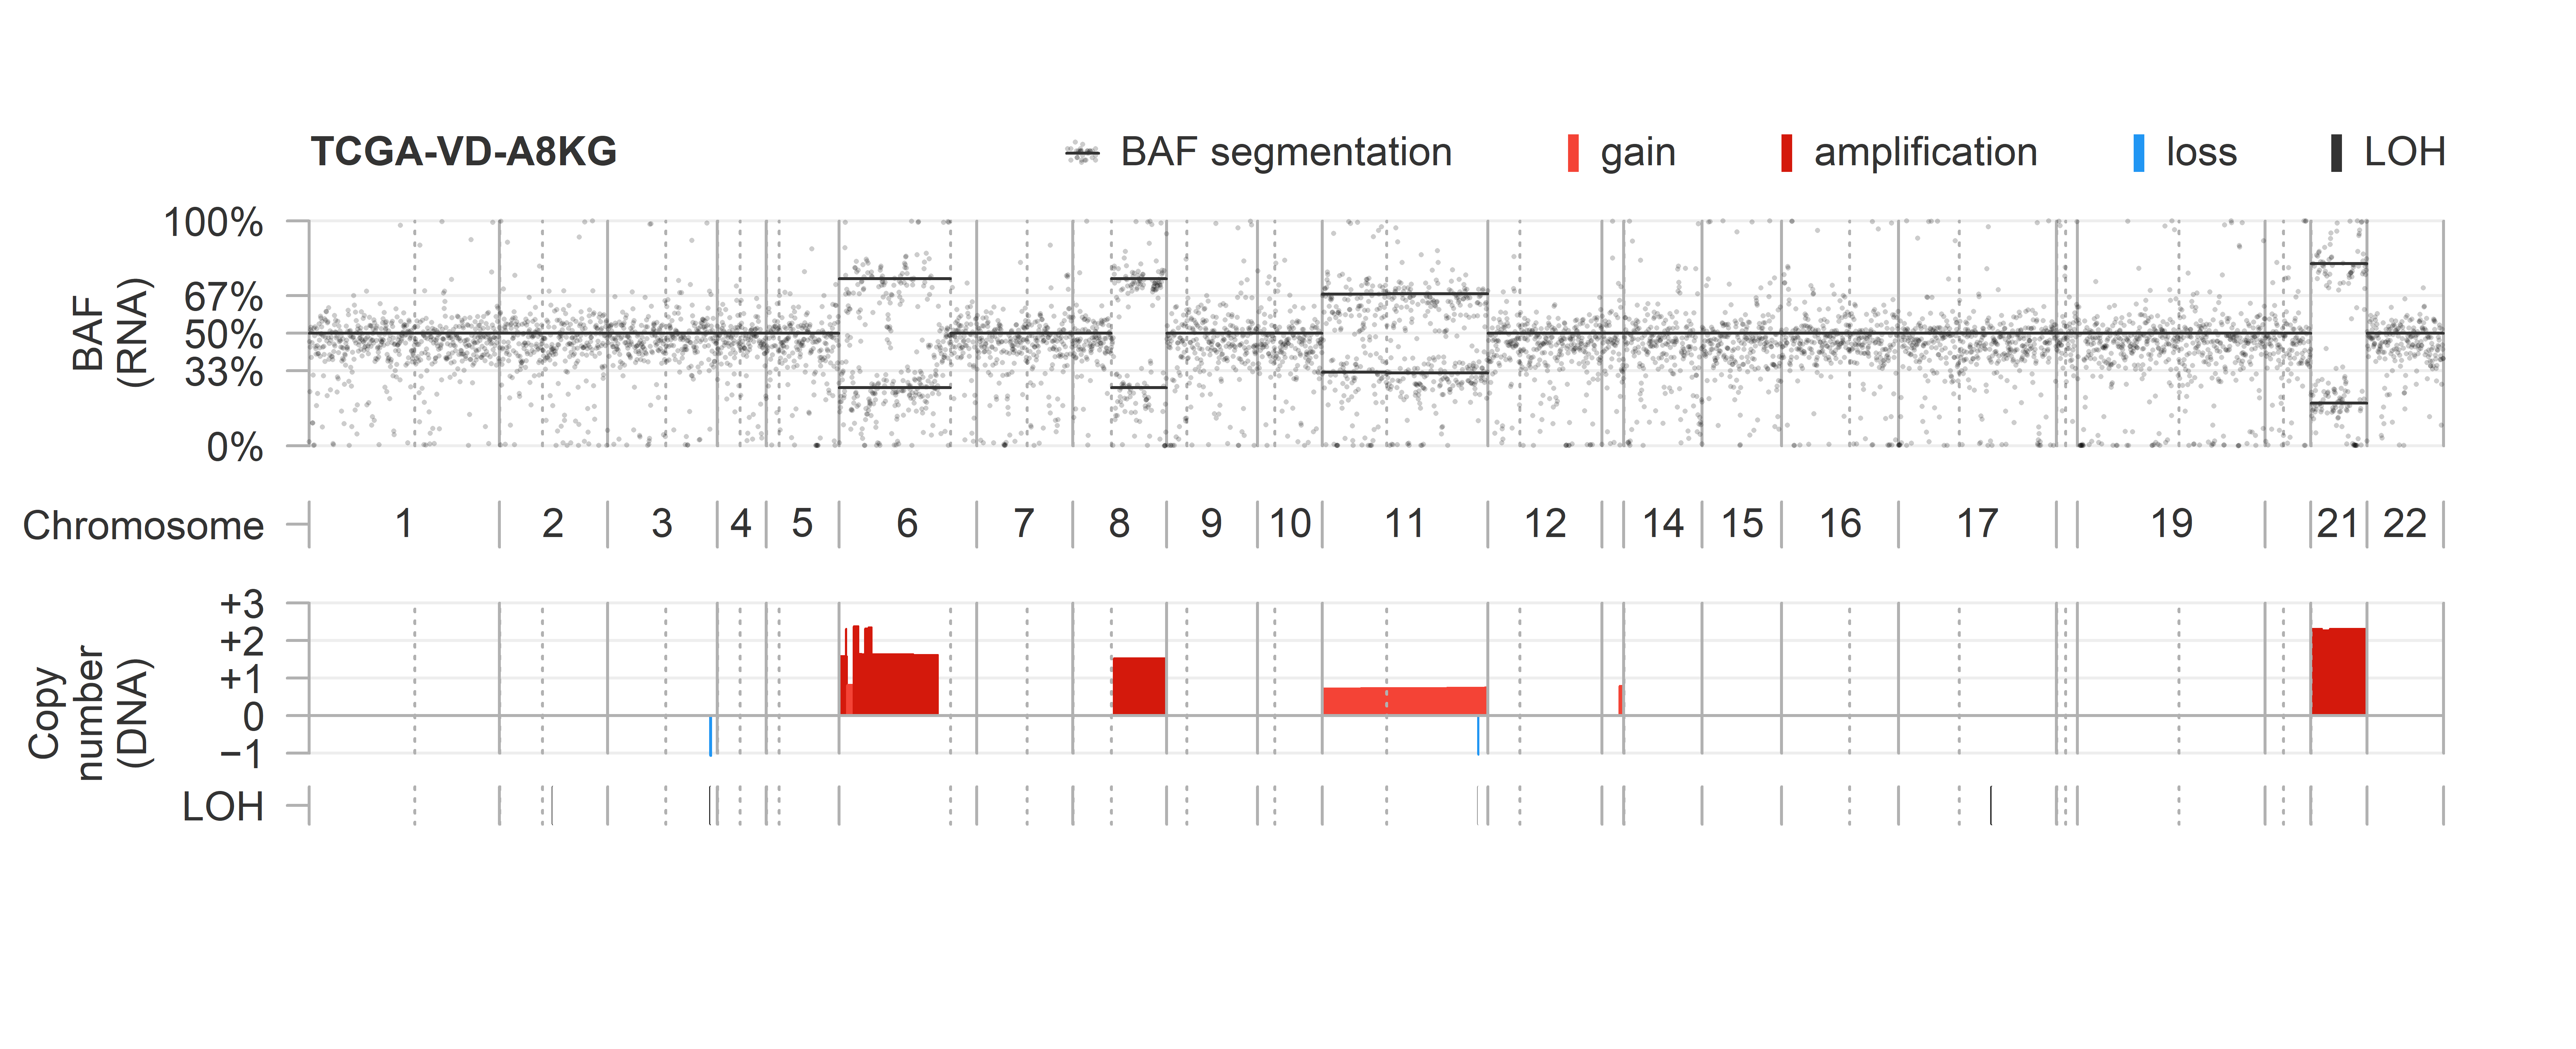 TCGA-VD-A8KG
BAF segmentation
gain
amplification
loss
LOH
BAF
(RNA)
100%
67%
50%
33%
0%
Chromosome
1 2 3 4 5 6 7 8 9 10 11 12 14 15 16 17 19 21 22
Copy
number
(DNA)
+3
+2
+1
0
−1
LOH